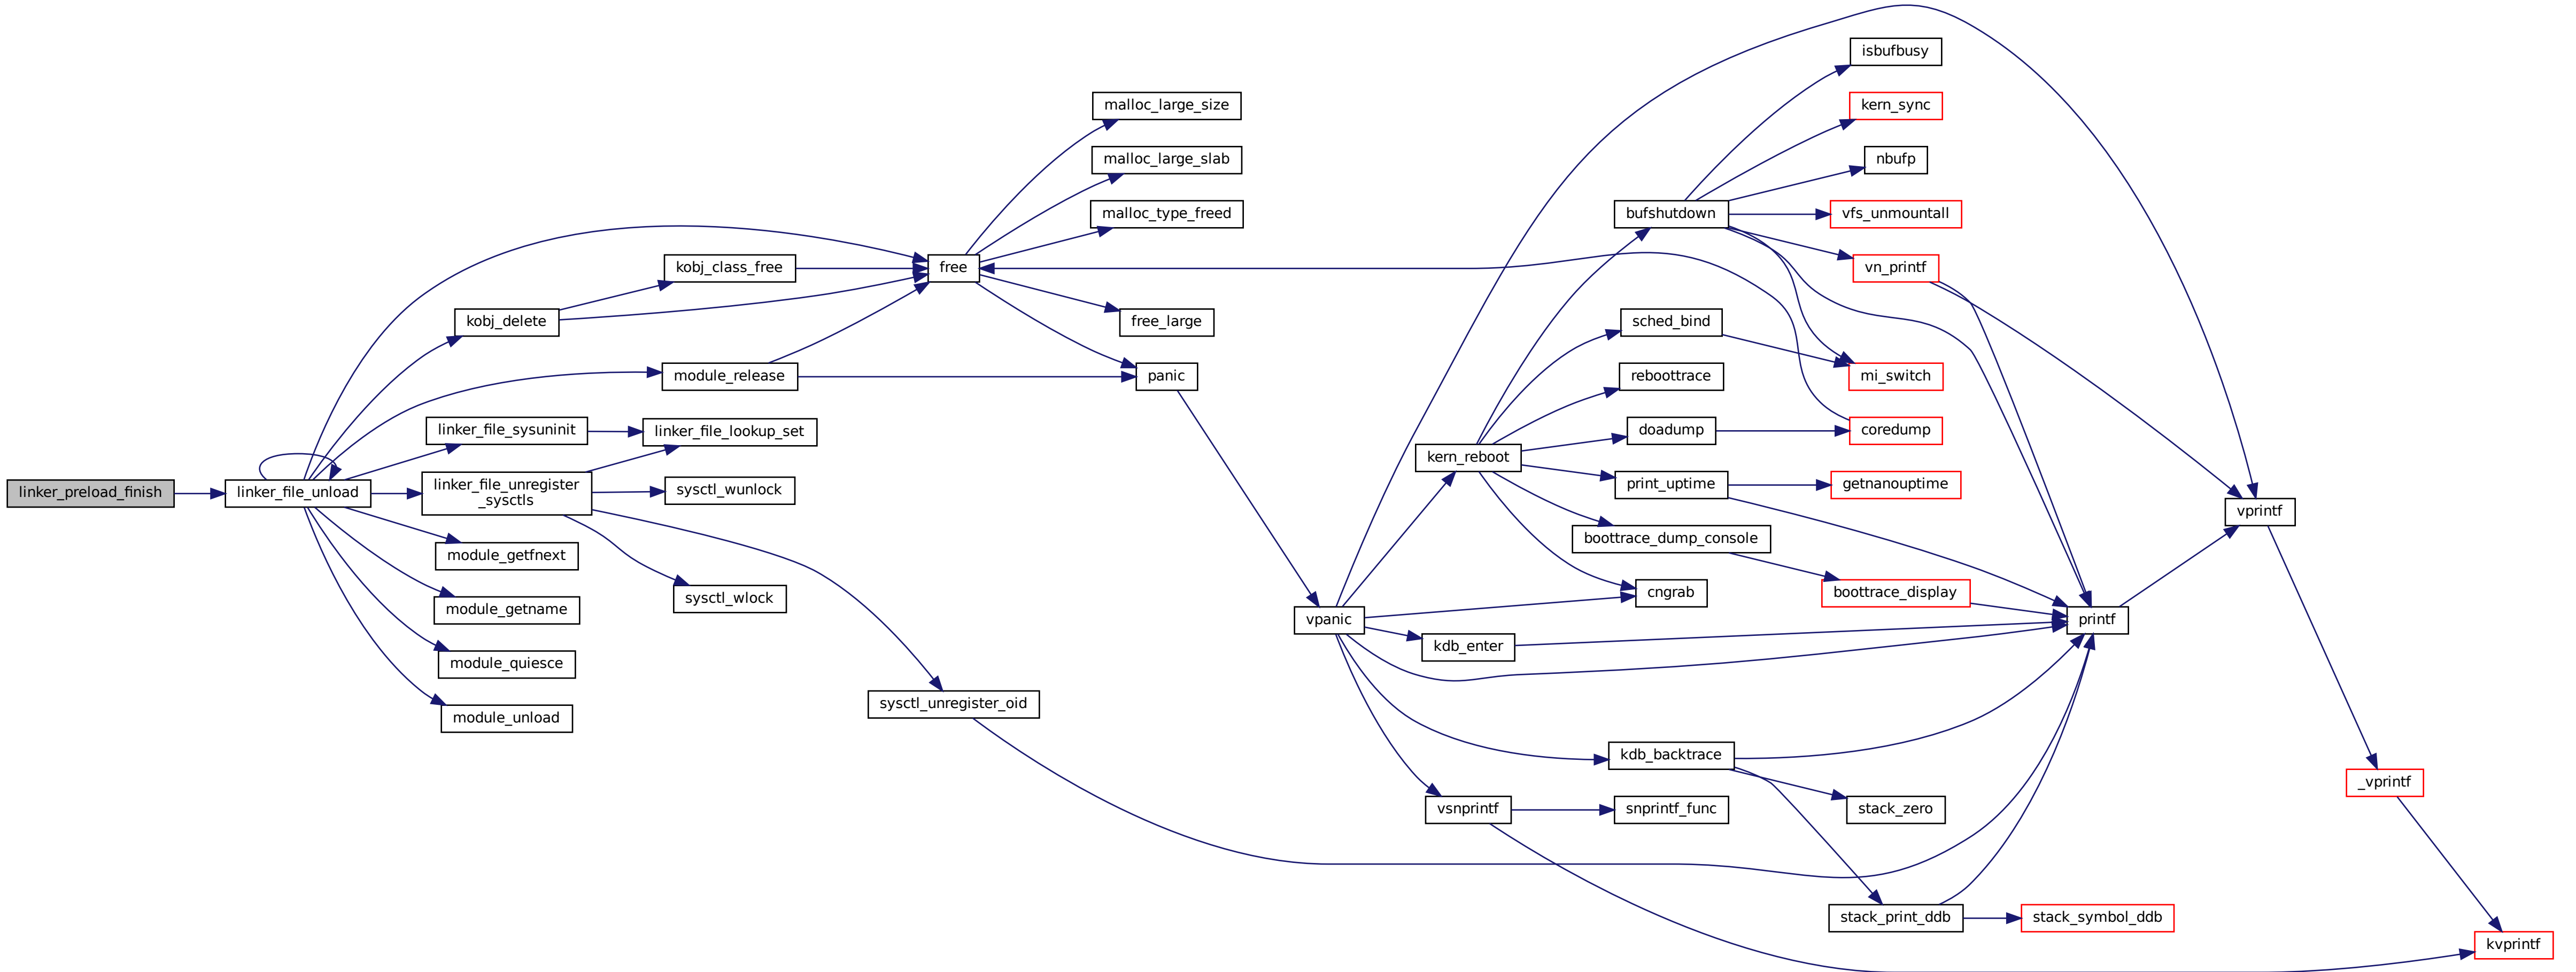 linker_preload_finish
linker_file_unload
kobj_delete
linker_file_sysuninit
linker_file_unregister
_sysctls
module_getfnext
module_getname
module_quiesce
module_unload
kobj_class_free
module_release
linker_file_lookup_set
sysctl_wunlock
sysctl_wlock
free
sysctl_unregister_oid
malloc_large_size
malloc_large_slab
malloc_type_freed
free_large
panic
vpanic
kern_reboot
kdb_enter
vsnprintf
bufshutdown
sched_bind
reboottrace
doadump
print_uptime
boottrace_dump_console
cngrab
kdb_backtrace
snprintf_func
isbufbusy
kern_sync
nbufp
vfs_unmountall
vn_printf
mi_switch
coredump
getnanouptime
boottrace_display
stack_zero
stack_print_ddb
printf
stack_symbol_ddb
vprintf
_vprintf
kvprintf